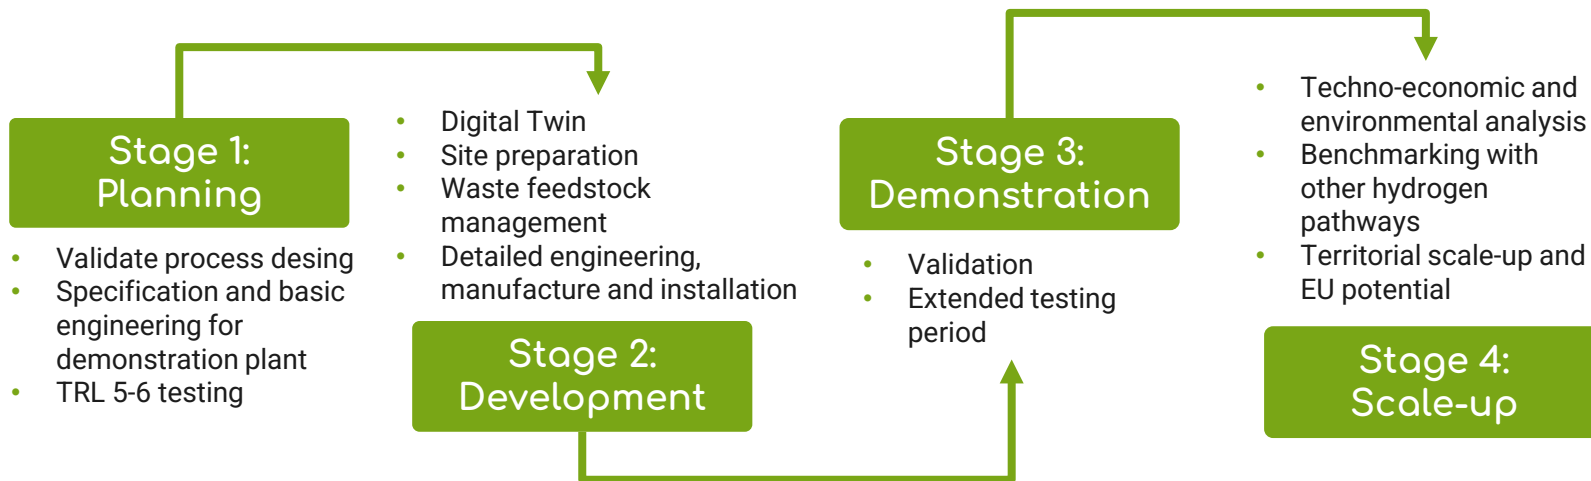 Stage 1:
Planning
• Validate process desing
• Specification and basic
engineering for
demonstration plant
• TRL 5-6 testing
• Digital Twin
• Site preparation
• Waste feedstock
management
• Detailed engineering,
manufacture and installation
Stage 2:
Development
Stage 3:
Demonstration
• Validation
• Extended testing
period
• Techno-economic and
environmental analysis
• Benchmarking with
other hydrogen
pathways
• Territorial scale-up and
EU potential
Stage 4:
Scale-up